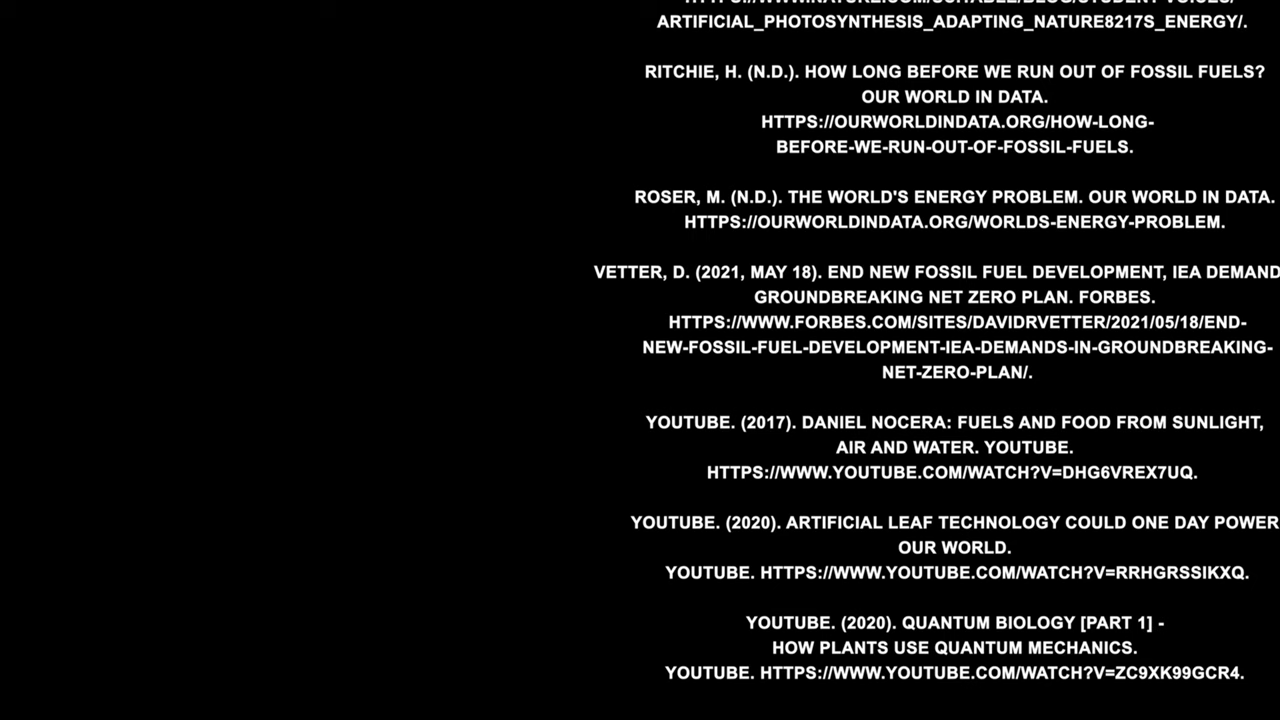 ARTIFICIAL_PHOTOSYNTHESIS_ADAPTING_NATURE8217S_ENERGY/.
RITCHIE, H. (N.D.). HOW LONG BEFORE WE RUN OUT OF FOSSIL FUELS?
OUR WORLD IN DATA.
HTTPS://OURWORLDINDATA.ORG/HOW-LONG-
BEFORE-WE-RUN-OUT-OF-FOSSIL-FUELS.
ROSER, M. (N.D.). THE WORLD'S ENERGY PROBLEM. OUR WORLD IN DATA.
HTTPS://OURWORLDINDATA.ORG/WORLDS-ENERGY-PROBLEM.
VETTER, D. (2021, MAY 18). END NEW FOSSIL FUEL DEVELOPMENT, IEA DEMAND
GROUNDBREAKING NET ZERO PLAN. FORBES.
HTTPS://WWW.FORBES.COM/SITES/DAVIDRVETTER/2021/05/18/END-
NEW-FOSSIL-FUEL-DEVELOPMENT-IEA-DEMANDS-IN-GROUNDBREAKING-
NET-ZERO-PLAN/.
YOUTUBE. (2017). DANIEL NOCERA: FUELS AND FOOD FROM SUNLIGHT,
AIR AND WATER. YOUTUBE.
HTTPS://WWW.YOUTUBE.COM/WATCH?V=DHG6VREX7UQ.
YOUTUBE. (2020). ARTIFICIAL LEAF TECHNOLOGY COULD ONE DAY POWER
OUR WORLD.
YOUTUBE. HTTPS://WWW.YOUTUBE.COM/WATCH?V=RRHGRSSIKXQ.
YOUTUBE. (2020). QUANTUM BIOLOGY [PART 1] -
HOW PLANTS USE QUANTUM MECHANICS.
YOUTUBE. HTTPS://WWW.YOUTUBE.COM/WATCH?V=ZC9XK99GCR4.